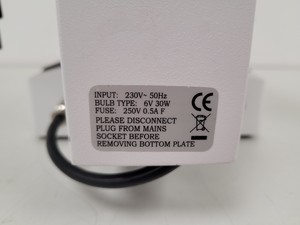 INPUT: 230V~ 50Hz
BULB TYPE: 6V 30W
FUSE: 250V 0.5A F
PLEASE DISCONNECT
PLUG FROM MAINS
SOCKET BEFORE
REMOVING BOTTOM PLATE
CE